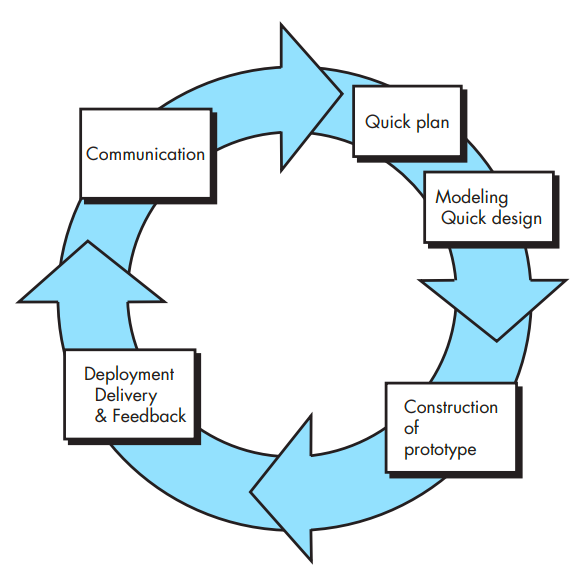 Communication
Quick plan
Modeling
Quick design
Construction
of
prototype
Deployment
Delivery
& Feedback